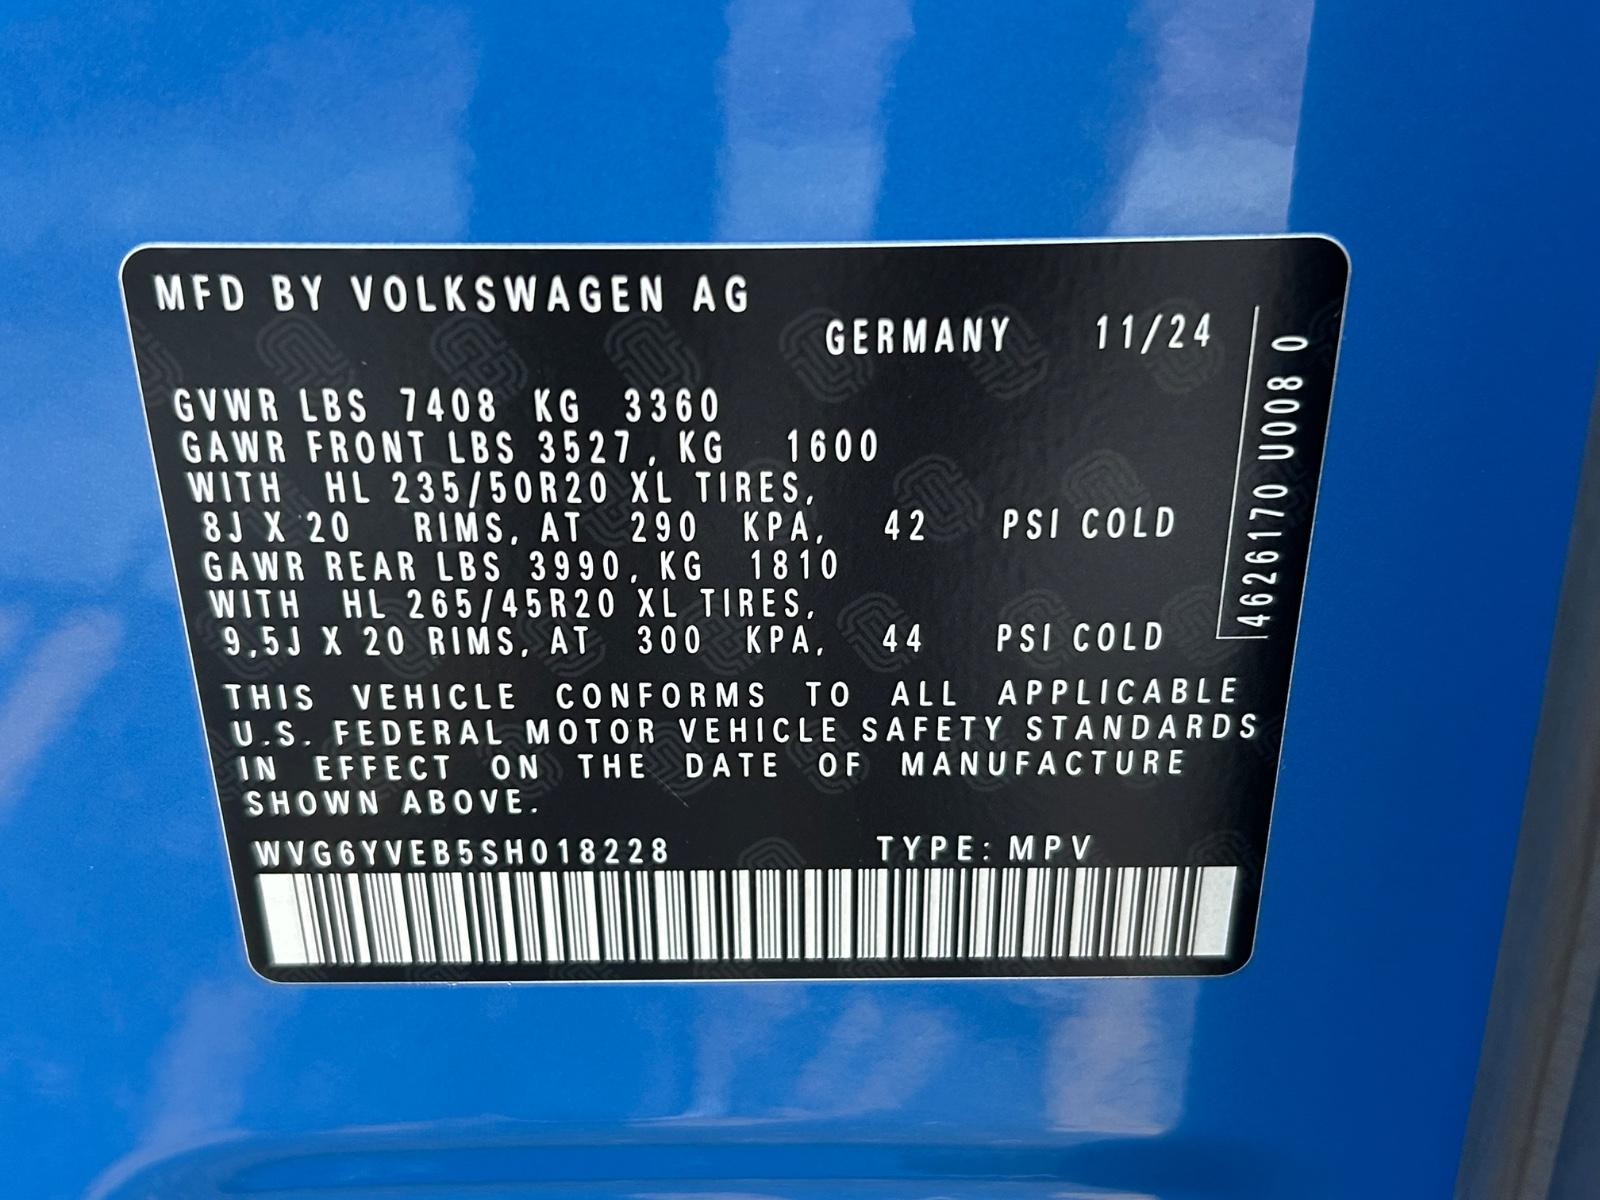 MFD BY VOLKSWAGEN AG
GERMANY 11/24
GVWR LBS 7408 KG 3360
GAWR FRONT LBS 3527, KG 1600
WITH HL 235/50R20 XL TIRES,
8J X 20 RIMS, AT 290 KPA, 42 PSI COLD
GAWR REAR LBS 3990, KG 1810
WITH HL 265/45R20 XL TIRES,
9,5J X 20 RIMS, AT 300 KPA, 44 PSI COLD
THIS VEHICLE CONFORMS TO ALL APPLICABLE
U.S. FEDERAL MOTOR VEHICLE SAFETY STANDARDS
IN EFFECT ON THE DATE OF MANUFACTURE
SHOWN ABOVE.
WVG6YVEB5SH018228 TYPE: MPV
4626170 U008 0